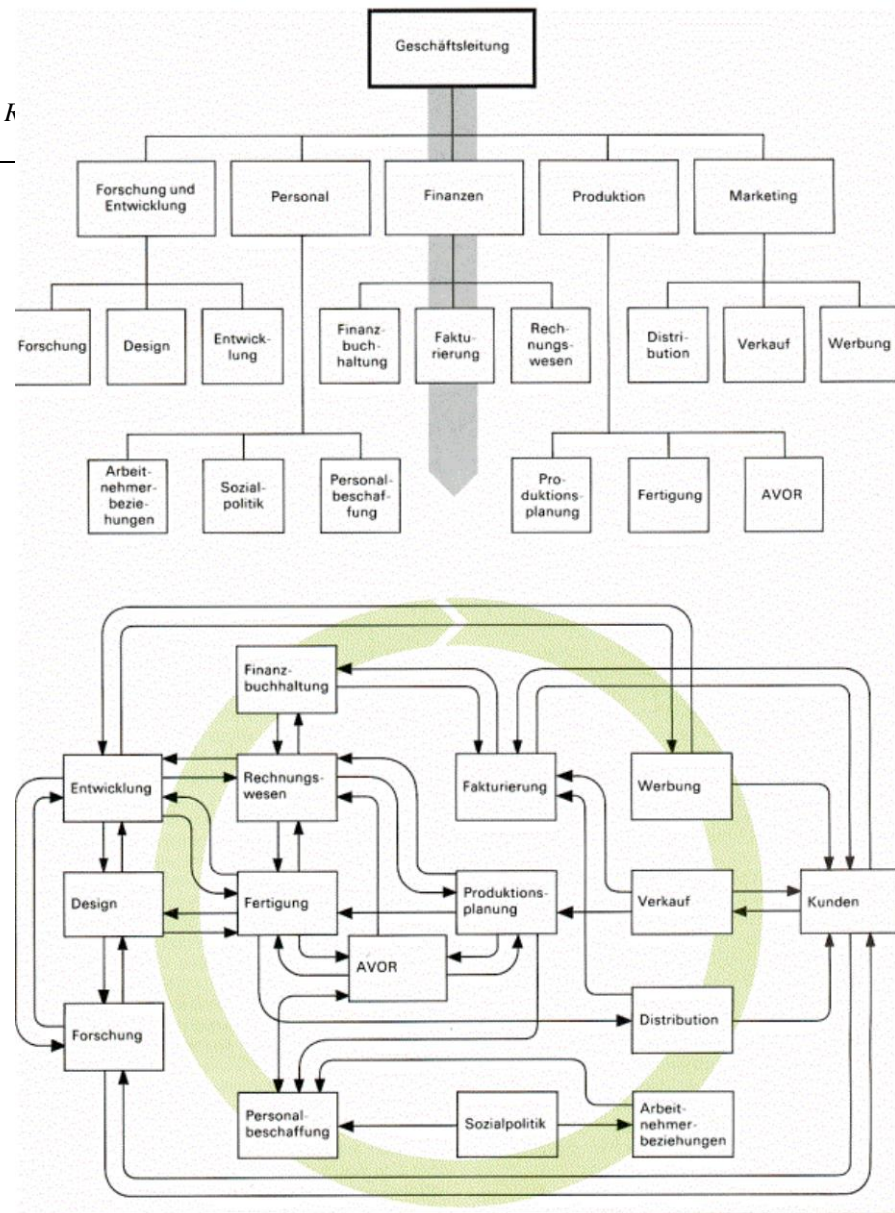 Geschäftsleitung
R
Forschung und
Entwicklung
Personal
Finanzen
Produktion
Marketing
Forschung
Design
Entwick-
lung
Finanz-
buch-
haltung
Faktu-
rierung
Rech-
nungs-
wesen
Distri-
bution
Verkauf
Werbung
Arbeit-
nehmer-
bezie-
hungen
Sozial-
politik
Personal-
beschaf-
fung
Pro-
duktions-
planung
Fertigung
AVOR
Finanz-
buchhaltung
Entwicklung
Rechnungs-
wesen
Fakturierung
Werbung
Design
Fertigung
Produktions-
planung
Verkauf
Kunden
AVOR
Forschung
Distribution
Personal-
beschaffung
Sozialpolitik
Arbeit-
nehmer-
beziehungen